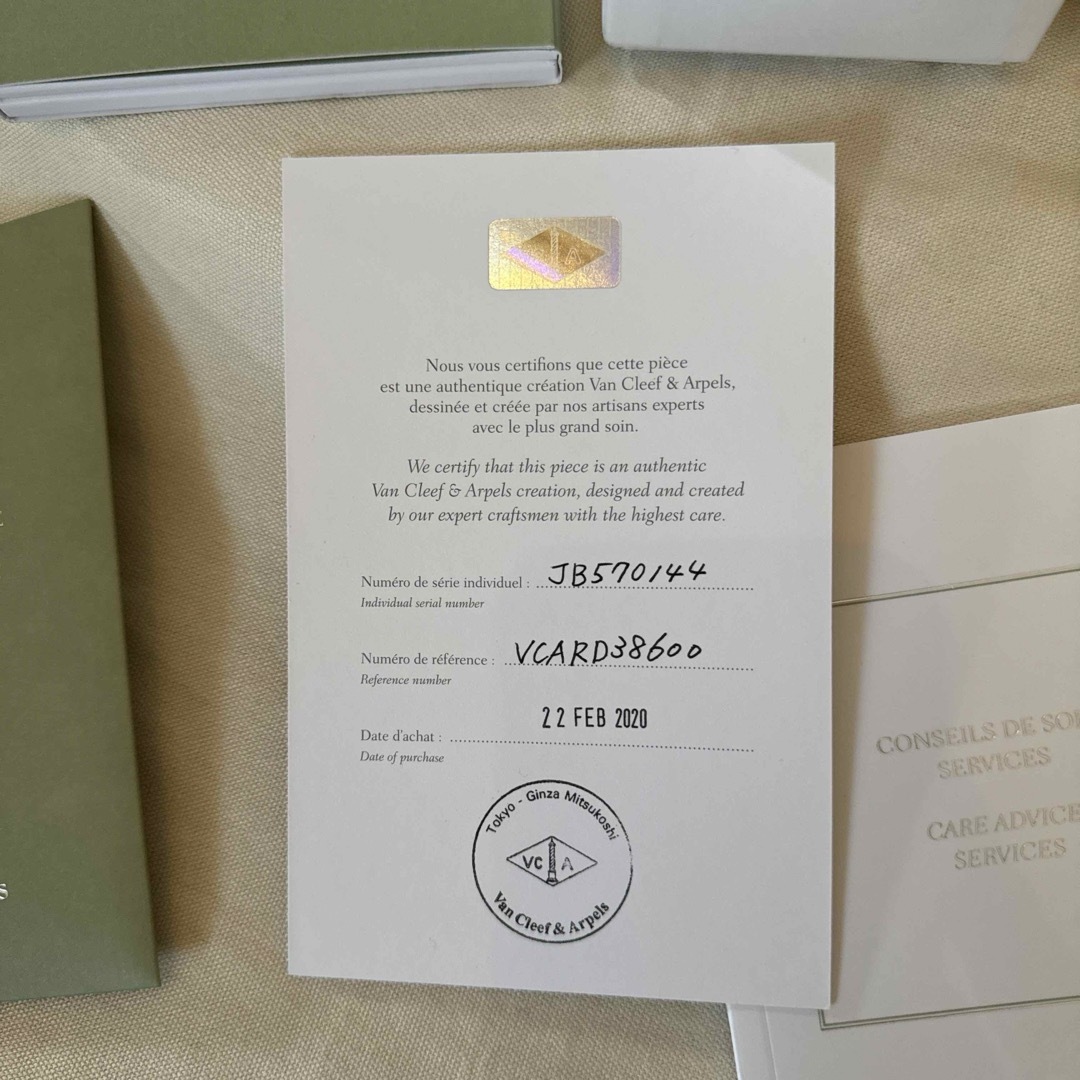 Nous vous certifions que cette pièce
est une authentique création Van Cleef & Arpels,
dessinée et créée par nos artisans experts
avec le plus grand soin.
We certify that this piece is an authentic
Van Cleef & Arpels creation, designed and created
by our expert craftsmen with the highest care.
Numéro de série individuel : JB570144
Individual serial number
Numéro de référence : VCARD38600
Reference number
22 FEB 2020
Date d'achat :
Date of purchase
Tokyo - Ginza Mitsukoshi
VC A
Van Cleef & Arpels
CONSEILS DE
SERVICES
CARE ADVICE
SERVICES